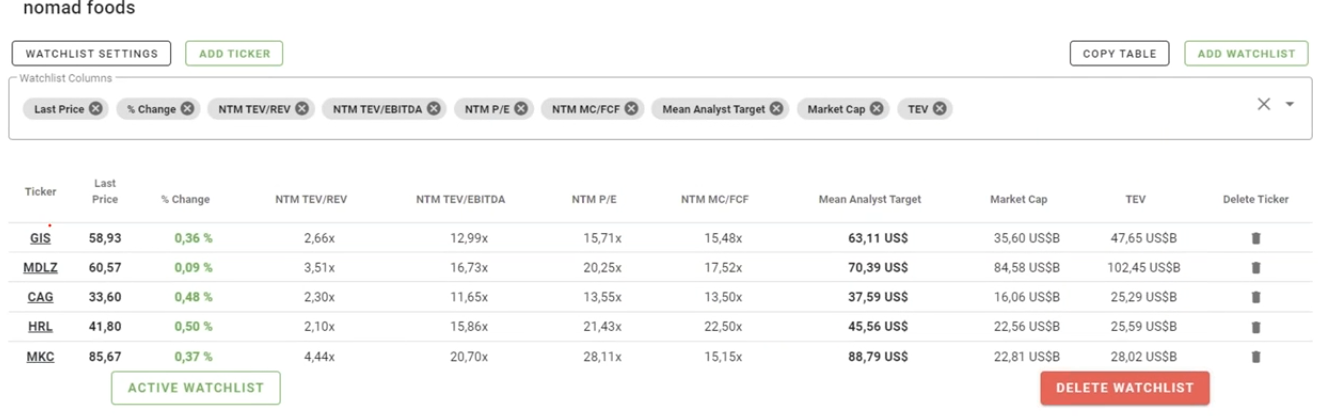 nomad foods
WATCHLIST SETTINGS ADD TICKER COPY TABLE ADD WATCHLIST
Watchlist Columns
Last Price % Change NTM TEV/REV NTM TEV/EBITDA NTM P/E NTM MC/FCF Mean Analyst Target Market Cap TEV
Ticker Last Price % Change NTM TEV/REV NTM TEV/EBITDA NTM P/E NTM MC/FCF Mean Analyst Target Market Cap TEV Delete Ticker
GIS 58,93 0,36 % 2,66x 12,99x 15,71x 15,48x 63,11 US$ 35,60 US$B 47,65 US$B
MDLZ 60,57 0,09 % 3,51x 16,73x 20,25x 17,52x 70,39 US$ 84,58 US$B 102,45 US$B
CAG 33,60 0,48 % 2,30x 11,65x 13,55x 13,50x 37,59 US$ 16,06 US$B 25,29 US$B
HRL 41,80 0,50 % 2,10x 15,86x 21,43x 22,50x 45,56 US$ 22,56 US$B 25,59 US$B
MKC 85,67 0,37 % 4,44x 20,70x 28,11x 15,15x 88,79 US$ 22,81 US$B 28,02 US$B
ACTIVE WATCHLIST DELETE WATCHLIST